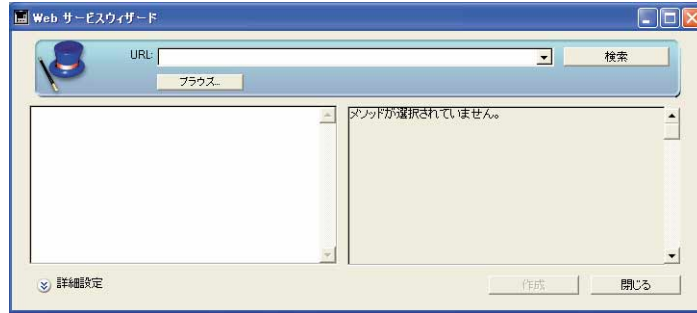 Web サービスウィザード
URL:
検索
ブラウズ...
メソッドが選択されていません。
詳細設定
作成
閉じる